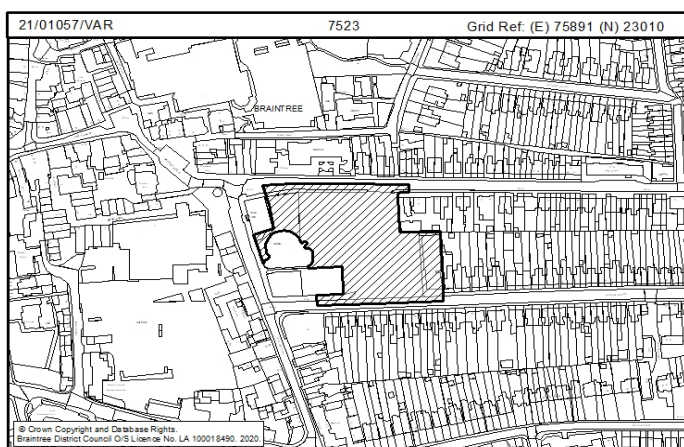 21/01057/VAR 7523 Grid Ref: (E) 75891 (N) 23010
BRAINTREE
© Crown Copyright and Database Rights.
Braintree District Council O/S Licence No. LA 100018490. 2020.